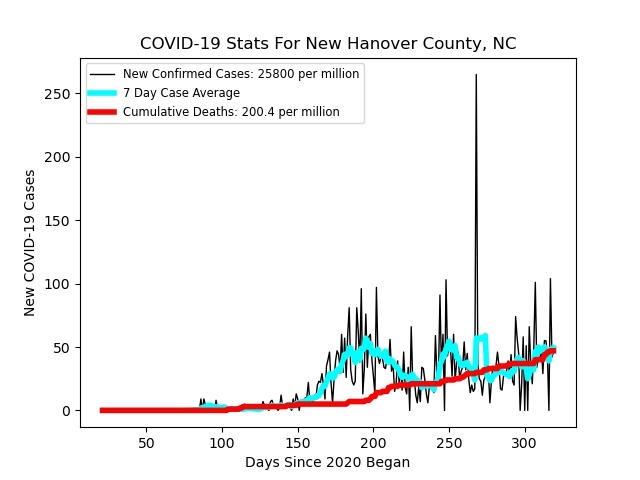 COVID-19 Stats For New Hanover County, NC
New Confirmed Cases: 25800 per million
7 Day Case Average
Cumulative Deaths: 200.4 per million
New COVID-19 Cases
250
200
150
100
50
0
50 100 150 200 250 300
Days Since 2020 Began